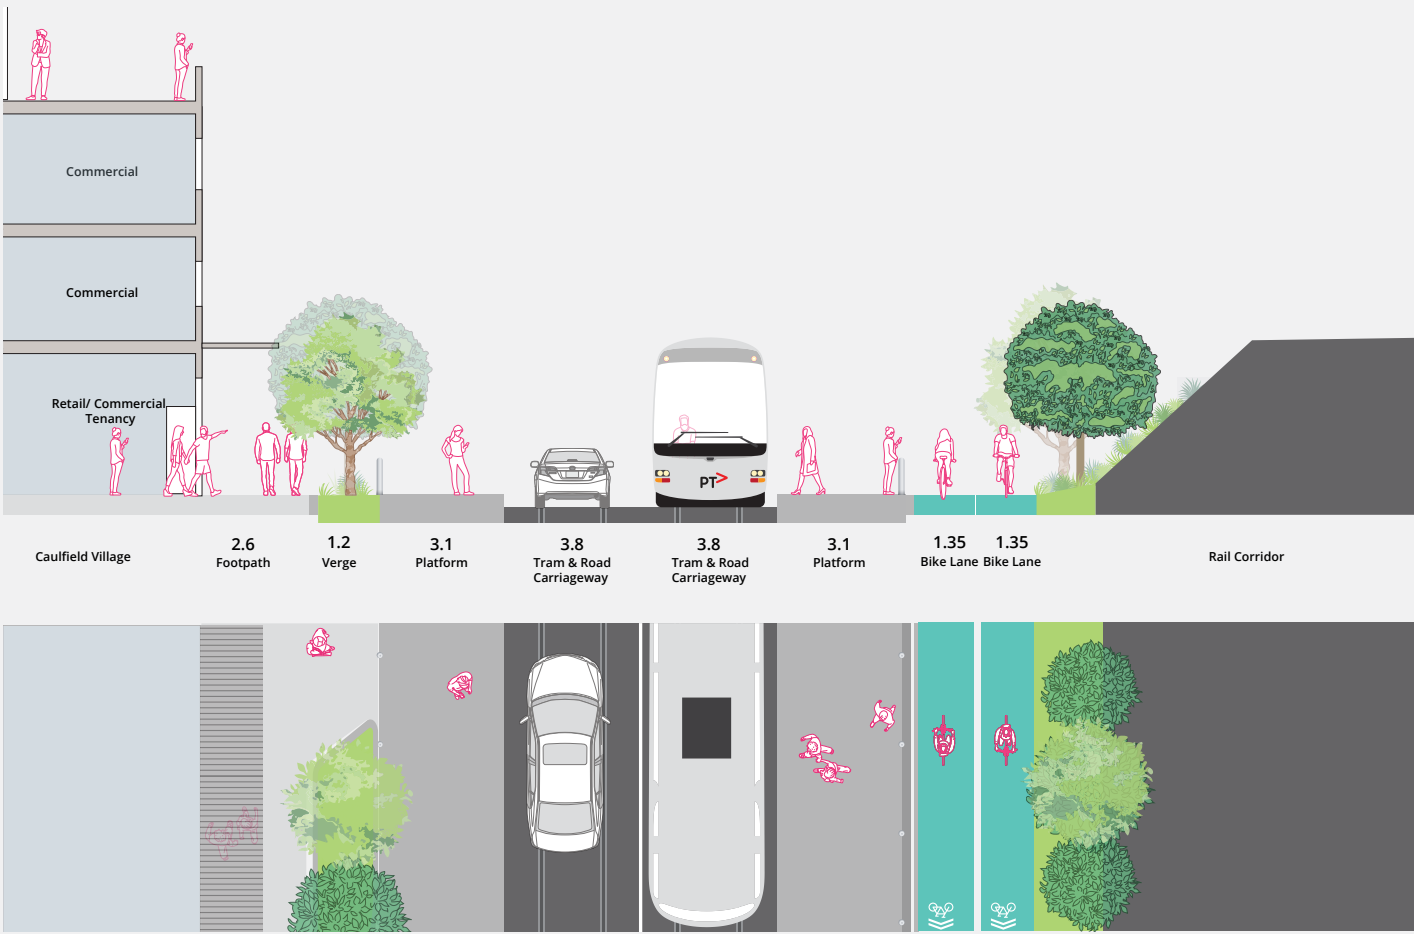 Commercial
Commercial
Retail/ Commercial
Tenancy
PT>
Caulfield Village
2.6
Footpath
1.2
Verge
3.1
Platform
3.8
Tram & Road
Carriageway
3.8
Tram & Road
Carriageway
3.1
Platform
1.35
Bike Lane
1.35
Bike Lane
Rail Corridor